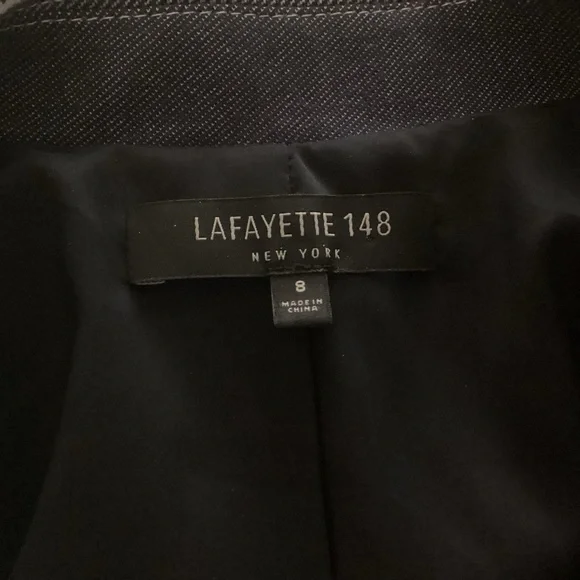 LAFAYETTE 148
NEW YORK
8
MADE IN
CHINA